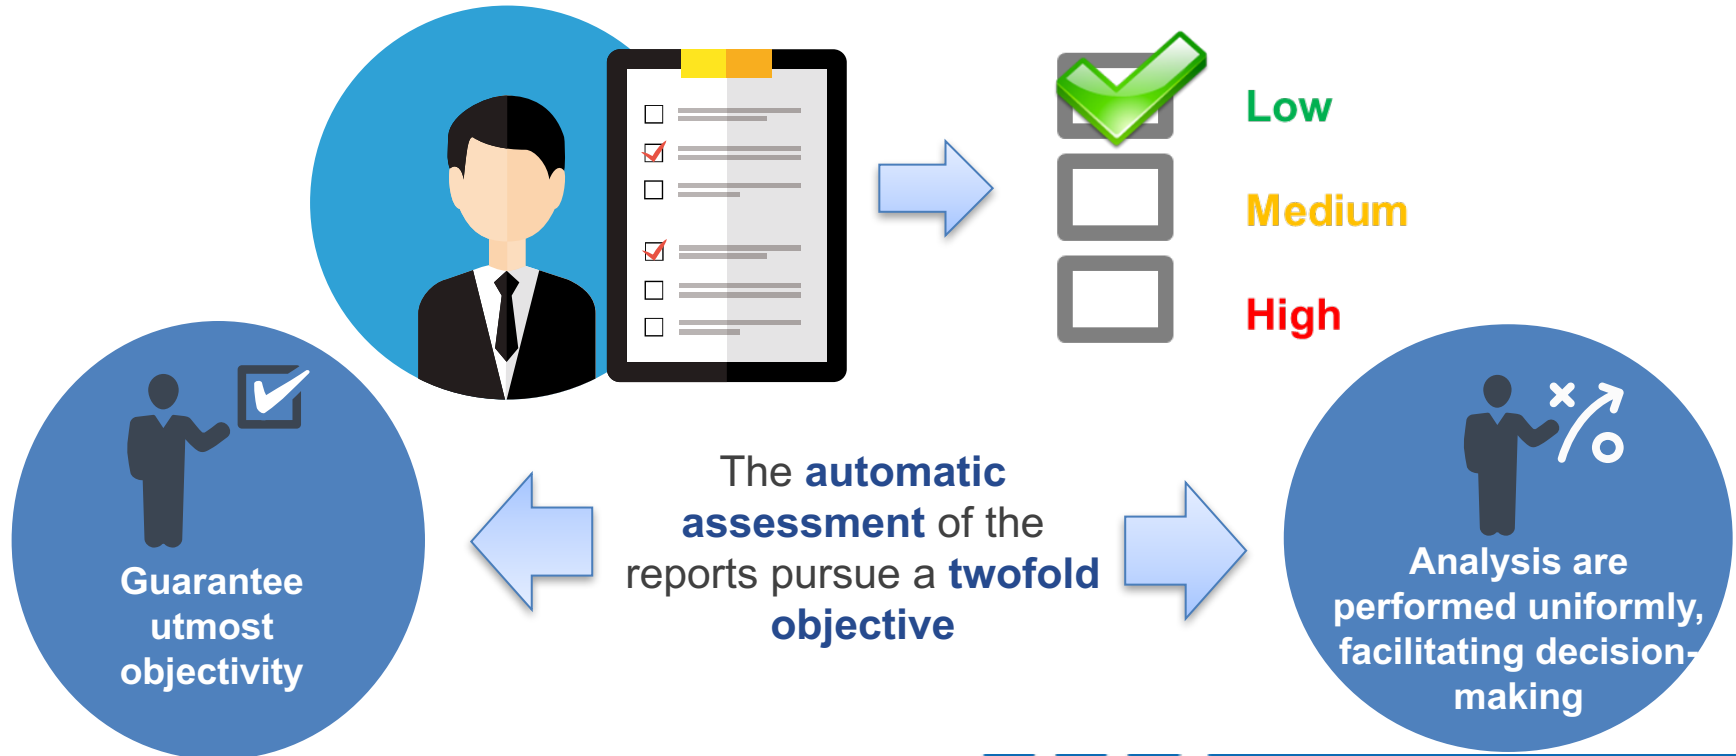 Low
Medium
High
The automatic
assessment of the
reports pursue a twofold
objective
Guarantee
utmost
objectivity
Analysis are
performed uniformly,
facilitating decision-
making